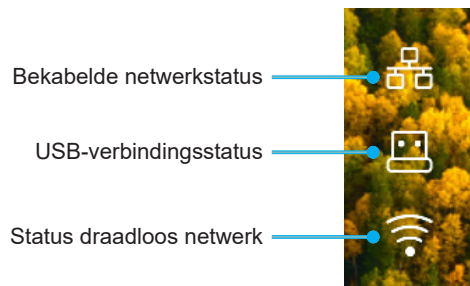 Bekabelde netwerkstatus
USB-verbindingsstatus
Status draadloos netwerk